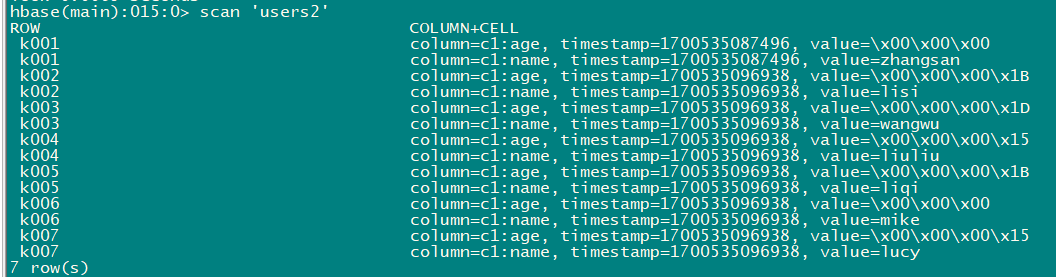 hbase(main):015:0> scan 'users2'
ROW COLUMN+CELL
k001 column=c1:age, timestamp=1700535087496, value=\x00\x00\x00
k001 column=c1:name, timestamp=1700535087496, value=zhangsan
k002 column=c1:age, timestamp=1700535096938, value=\x00\x00\x00\x1B
k002 column=c1:name, timestamp=1700535096938, value=lisi
k003 column=c1:age, timestamp=1700535096938, value=\x00\x00\x00\x1D
k003 column=c1:name, timestamp=1700535096938, value=wangwu
k004 column=c1:age, timestamp=1700535096938, value=\x00\x00\x00\x15
k004 column=c1:name, timestamp=1700535096938, value=liuliu
k005 column=c1:age, timestamp=1700535096938, value=\x00\x00\x00\x1B
k005 column=c1:name, timestamp=1700535096938, value=liqi
k006 column=c1:age, timestamp=1700535096938, value=\x00\x00\x00
k006 column=c1:name, timestamp=1700535096938, value=mike
k007 column=c1:age, timestamp=1700535096938, value=\x00\x00\x00\x15
k007 column=c1:name, timestamp=1700535096938, value=lucy
7 row(s)